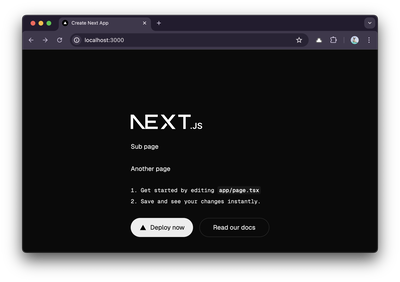 Create Next App
localhost:3000
NEXT.JS
Sub page
Another page
1. Get started by editing app/page.tsx
2. Save and see your changes instantly.
Deploy now
Read our docs